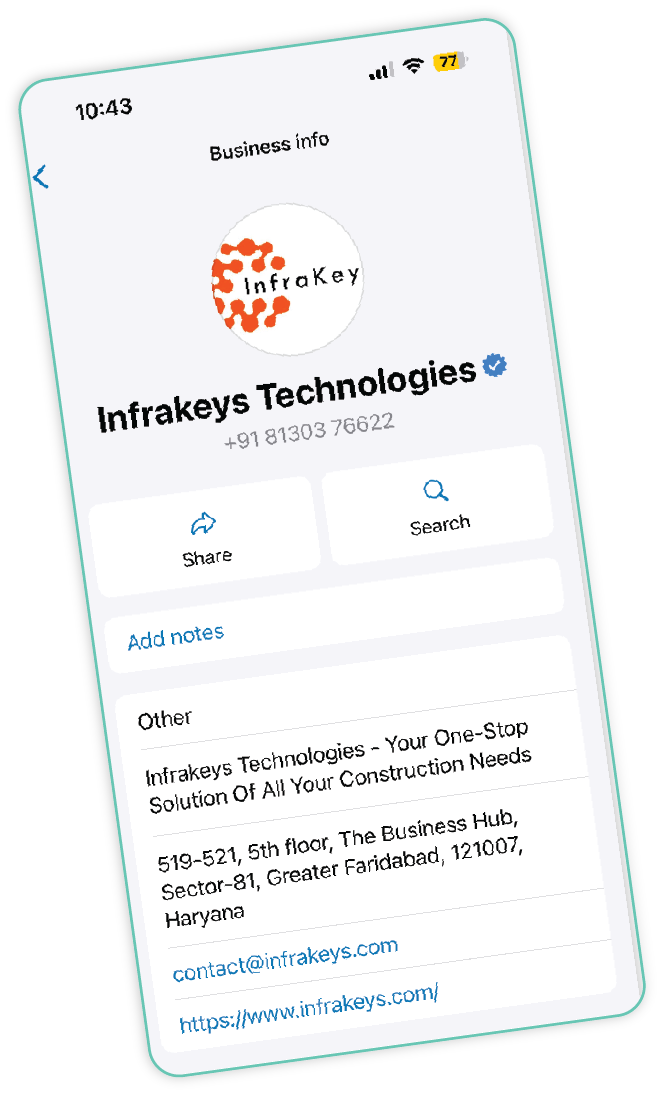 10:43
77
Business info
InfraKey
Infrakeys Technologies
+91 81303 76622
Share
Search
Add notes
Other
Infrakeys Technologies - Your One-Stop
Solution Of All Your Construction Needs
519-521, 5th floor, The Business Hub,
Sector-81, Greater Faridabad, 121007,
Haryana
contact@infrakeys.com
https://www.infrakeys.com/